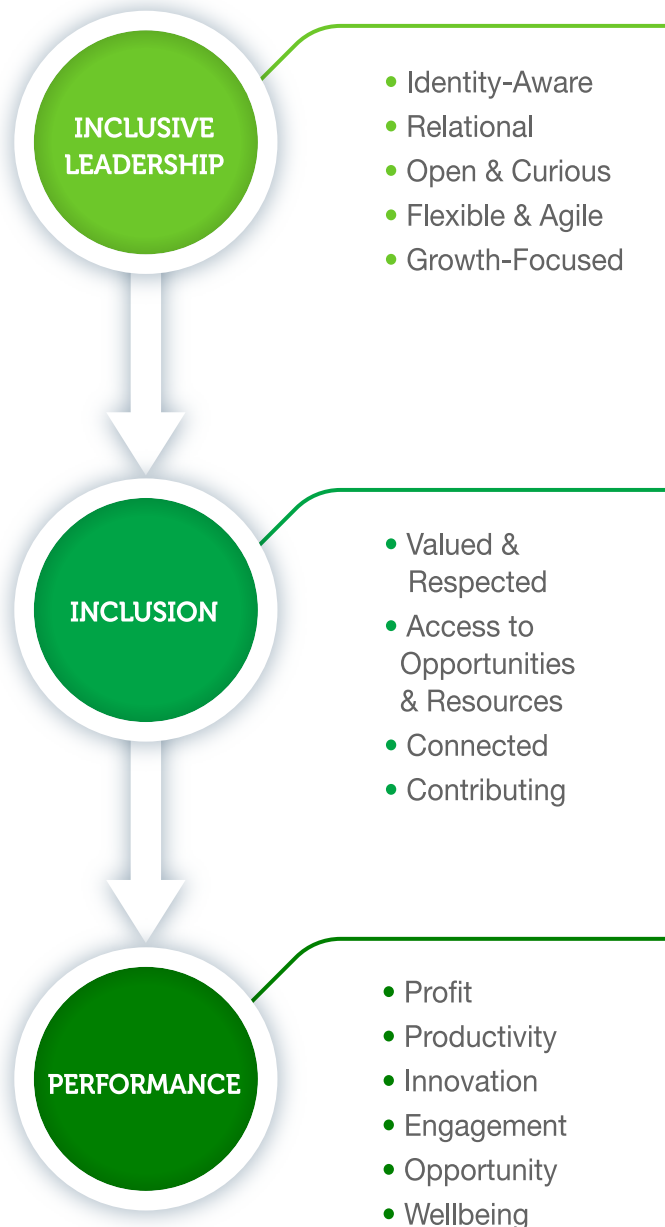 INCLUSIVE
LEADERSHIP
• Identity-Aware
• Relational
• Open & Curious
• Flexible & Agile
• Growth-Focused
INCLUSION
• Valued &
Respected
• Access to
Opportunities
& Resources
• Connected
• Contributing
PERFORMANCE
• Profit
• Productivity
• Innovation
• Engagement
• Opportunity
• Wellbeing